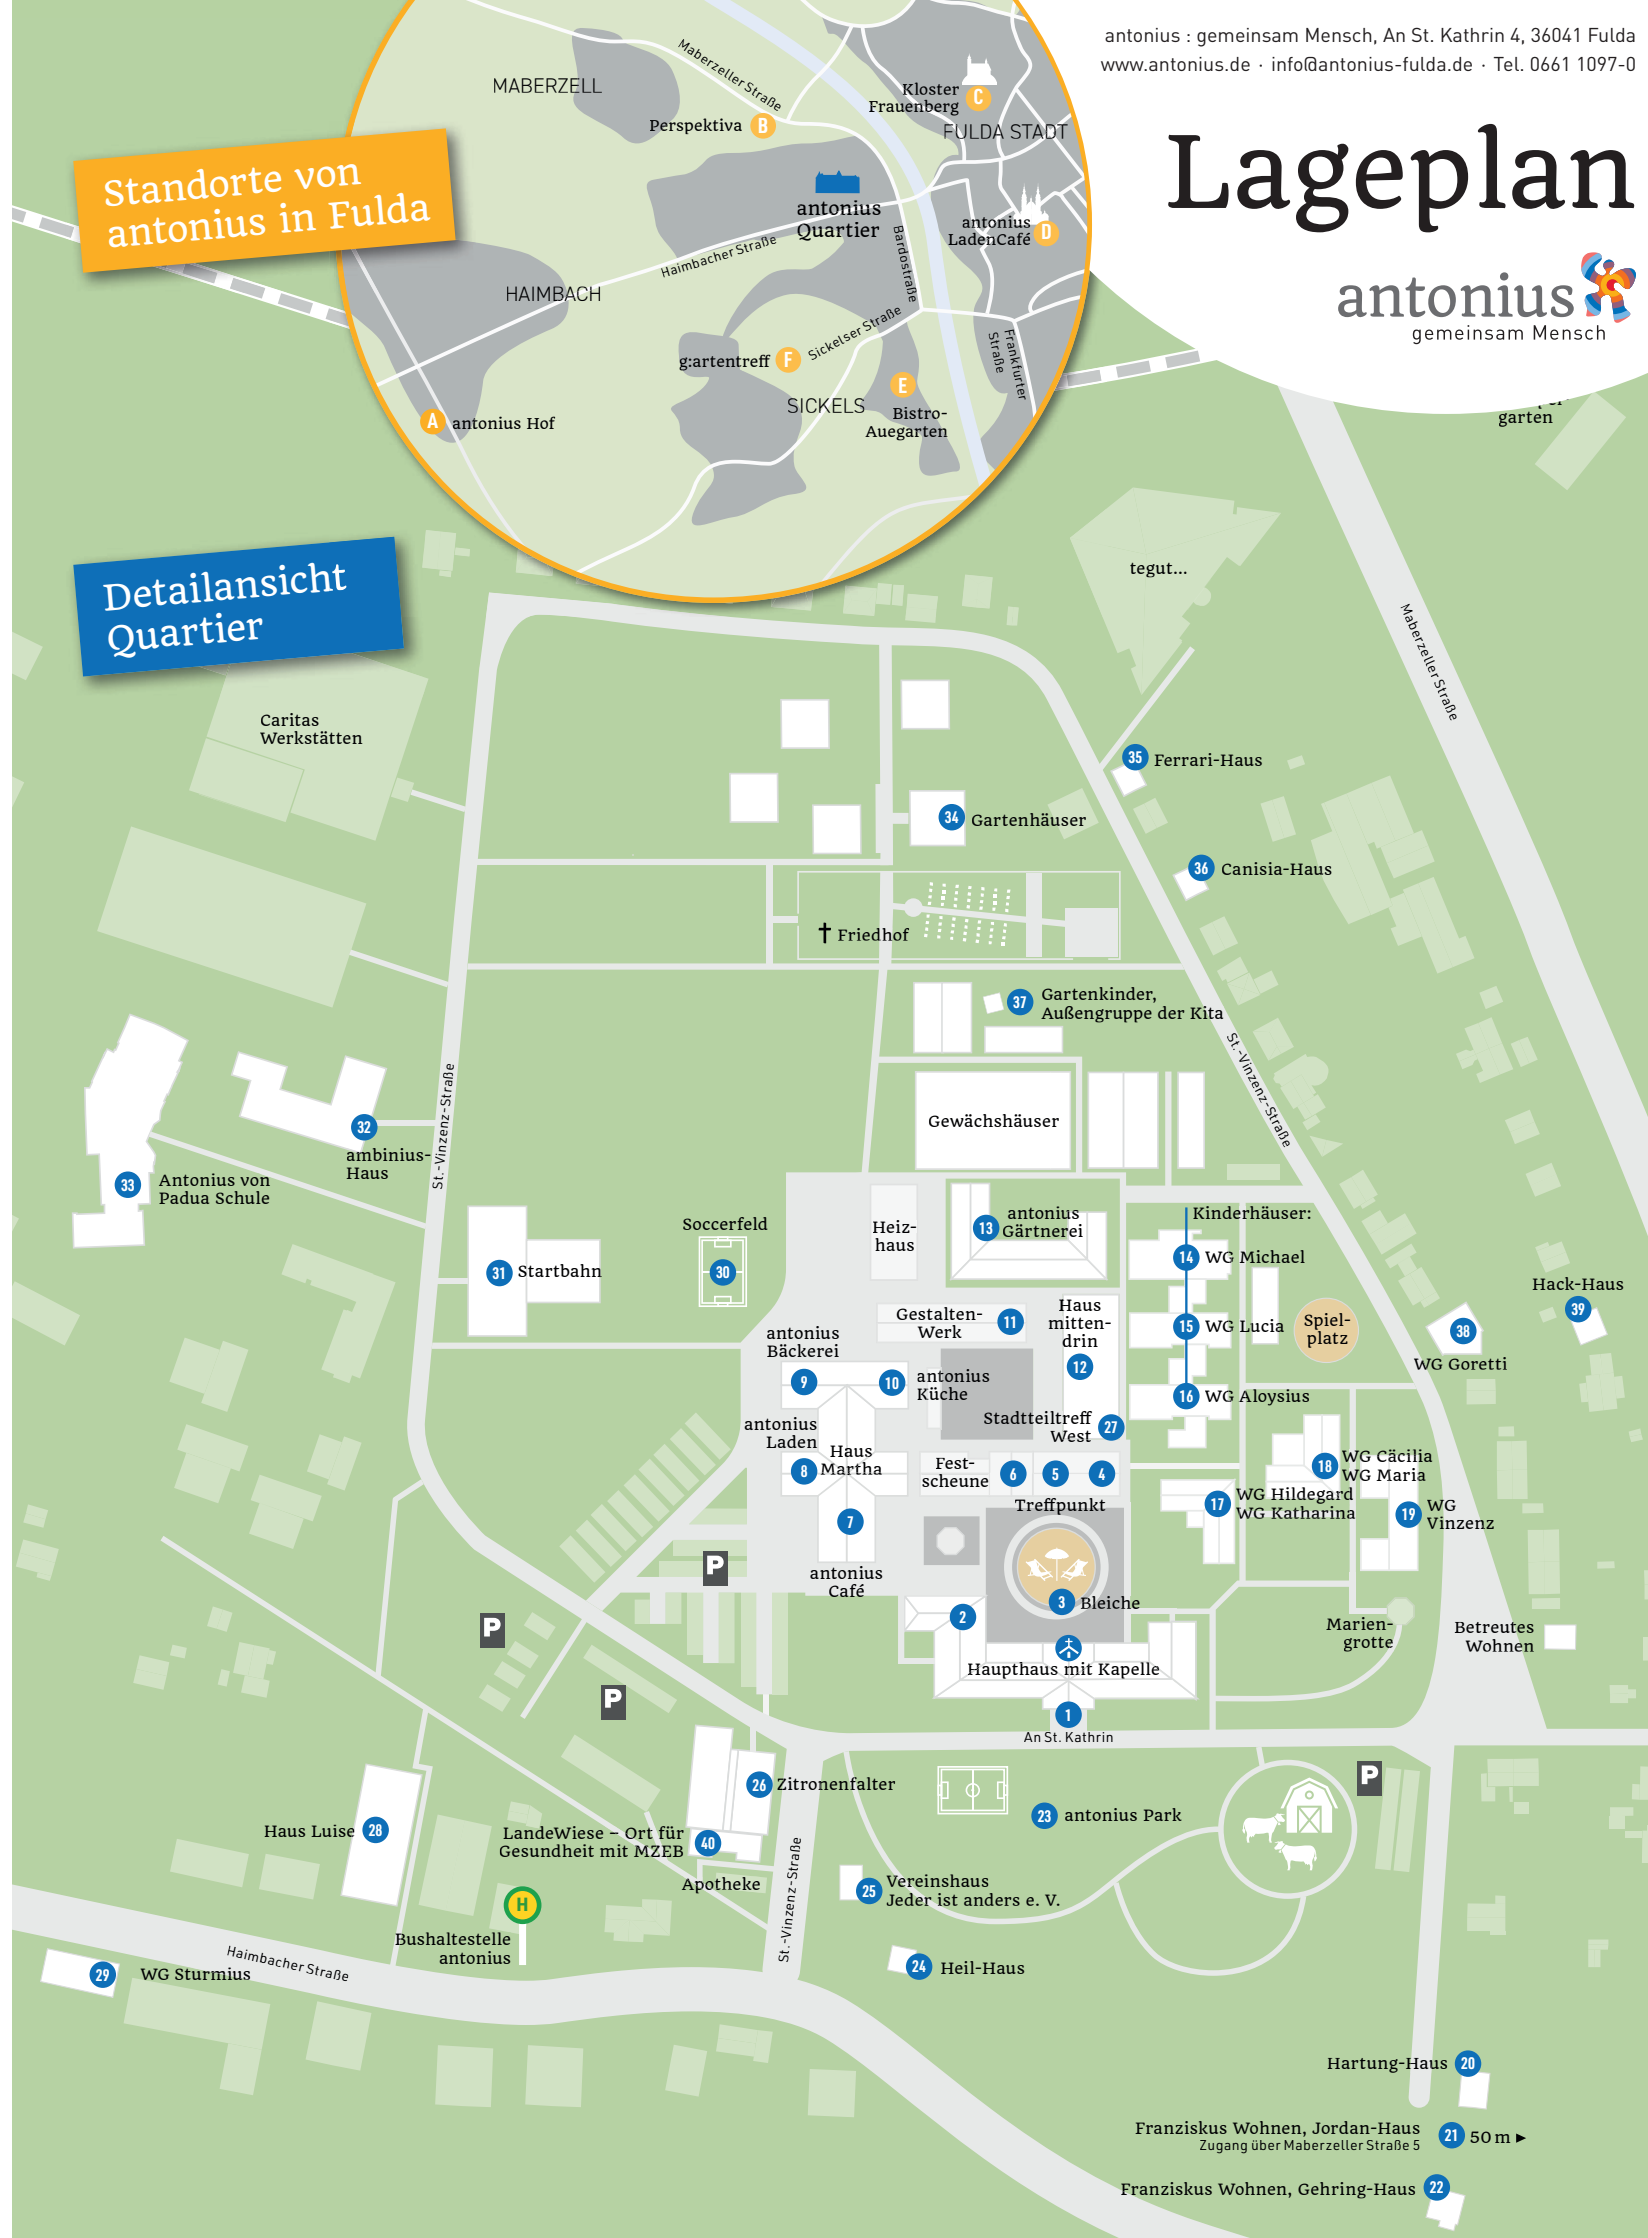 antonius : gemeinsam Mensch, An St. Kathrin 4, 36041 Fulda
www.antonius.de · info@antonius-fulda.de · Tel. 0661 1097-0
Lageplan
antonius
gemeinsam Mensch
Standorte von
antonius in Fulda
MABERZELL
Maberzeller Straße
Perspektiva B
Kloster
Frauenberg C
FULDA STADT
antonius
Quartier
antonius
LadenCafé D
Haimbacher Straße
Bardostraße
HAIMBACH
Sickelser Straße
g:artentreff F
Frankfurter
Straße
SICKELS
E
Bistro-
Auegarten
A antonius Hof
garten
Detailansicht
Quartier
tegut...
Maberzeller Straße
Caritas
Werkstätten
35 Ferrari-Haus
34 Gartenhäuser
36 Canisia-Haus
Friedhof
37 Gartenkinder,
Außengruppe der Kita
St.-Vinzenz-Straße
St.-Vinzenz-Straße
Gewächshäuser
32
ambinius-
Haus
33 Antonius von
Padua Schule
Soccerfeld
30
31 Startbahn
Heiz-
haus
13 antonius
Gärtnerei
Kinderhäuser:
14 WG Michael
15 WG Lucia
16 WG Aloysius
Spiel-
platz
Hack-Haus
39
38
WG Goretti
Gestalten-
Werk
11
Haus
mitten-
drin
12
antonius
Bäckerei
9
10 antonius
Küche
antonius
Laden
8
Haus
Martha
Stadtteiltreff
West 27
Fest-
scheune
6 5 4
Treffpunkt
18 WG Cäcilia
WG Maria
17 WG Hildegard
WG Katharina
19 WG
Vinzenz
7
antonius
Café
P
P
P
3 Bleiche
2
Haupthaus mit Kapelle
1
An St. Kathrin
Marien-
grotte
Betreutes
Wohnen
P
26 Zitronenfalter
23 antonius Park
Haus Luise 28
LandeWiese – Ort für
Gesundheit mit MZEB 40
Apotheke
St.-Vinzenz-Straße
25 Vereinshaus
Jeder ist anders e. V.
H
Bushaltestelle
antonius
24 Heil-Haus
Haimbacher Straße
29 WG Sturmius
Hartung-Haus 20
Franziskus Wohnen, Jordan-Haus
Zugang über Maberzeller Straße 5
21 50 m ►
Franziskus Wohnen, Gehring-Haus 22